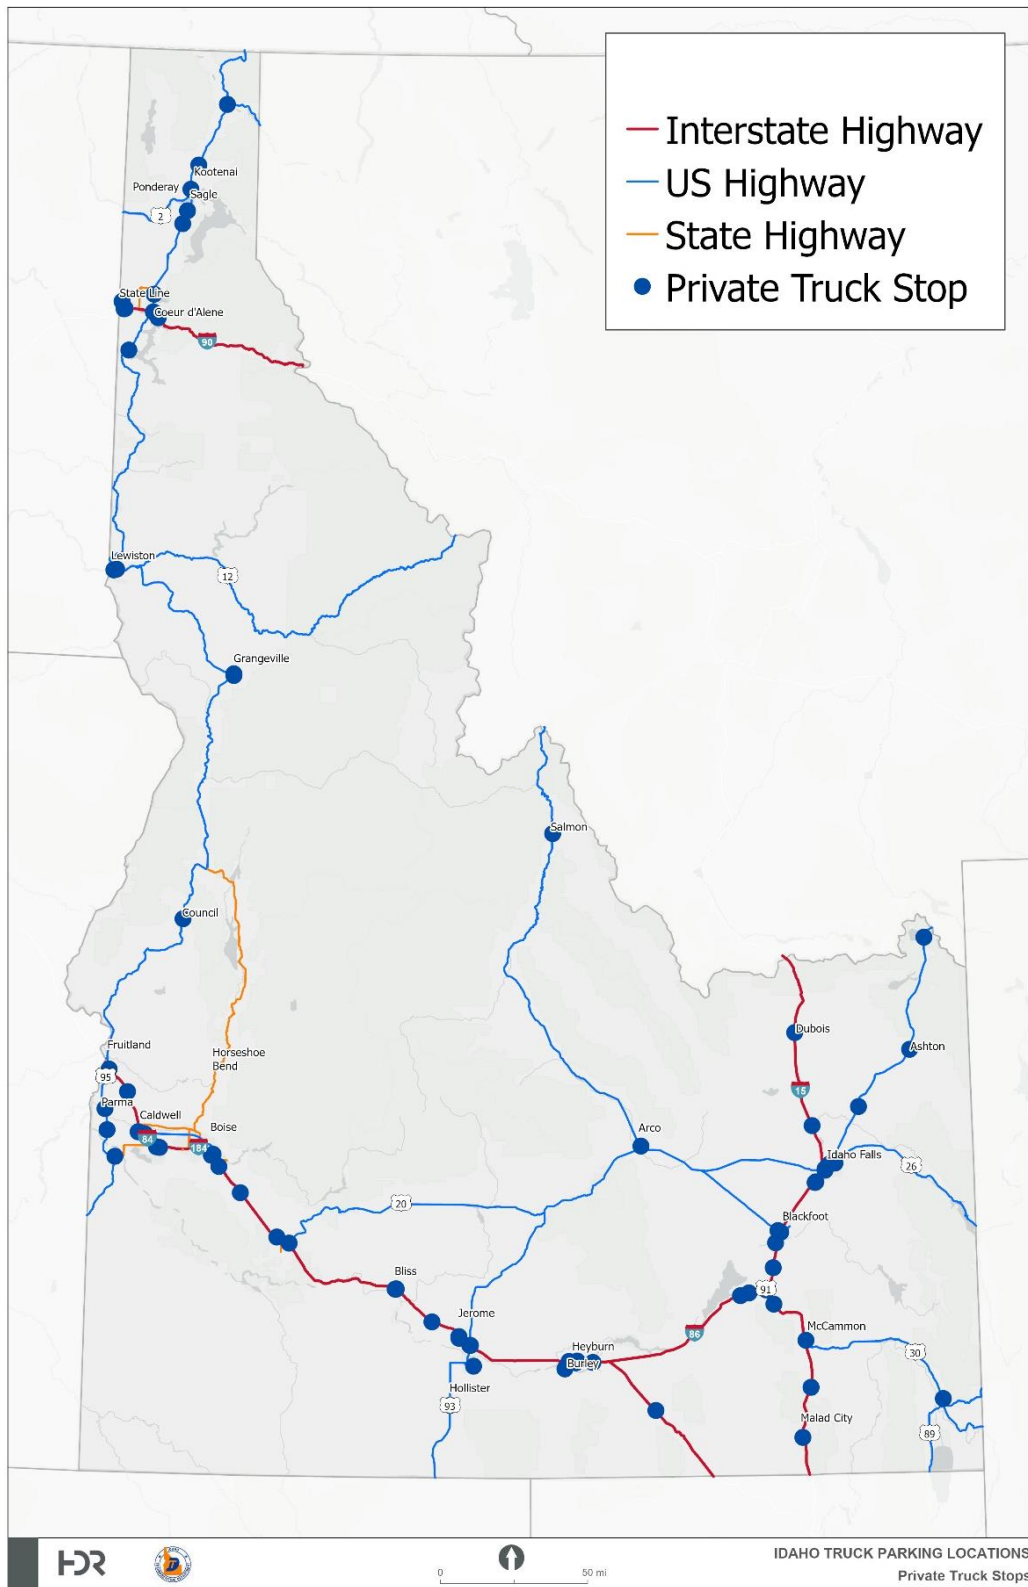 Interstate Highway
US Highway
State Highway
Private Truck Stop
Kootenai
Ponderay
Sagle
2
State Line
Coeur d'Alene
90
Lewiston
12
Grangeville
Salmon
Council
Dubois
Fruitland
Horseshoe
Bend
Ashton
95
15
Parma
Caldwell
Boise
Arco
84
184
Idaho Falls
26
20
Blackfoot
Bliss
91
Jerome
McCammon
86
Heyburn
30
Burley
Hollister
93
Malad City
89
HDR
IDAHO TRUCK PARKING LOCATIONS
0 50 mi
Private Truck Stops